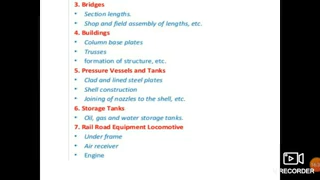 3. Bridges
• Section lengths.
• Shop and field assembly of lengths, etc.
4. Buildings
• Column base plates
• Trusses
• formation of structure, etc.
5. Pressure Vessels and Tanks
• Clad and lined steel plates
• Shell construction
• Joining of nozzles to the shell, etc.
6. Storage Tanks
• Oil, gas and water storage tanks.
7. Rail Road Equipment Locomotive
• Under frame
• Air receiver
• Engine
RECORDER